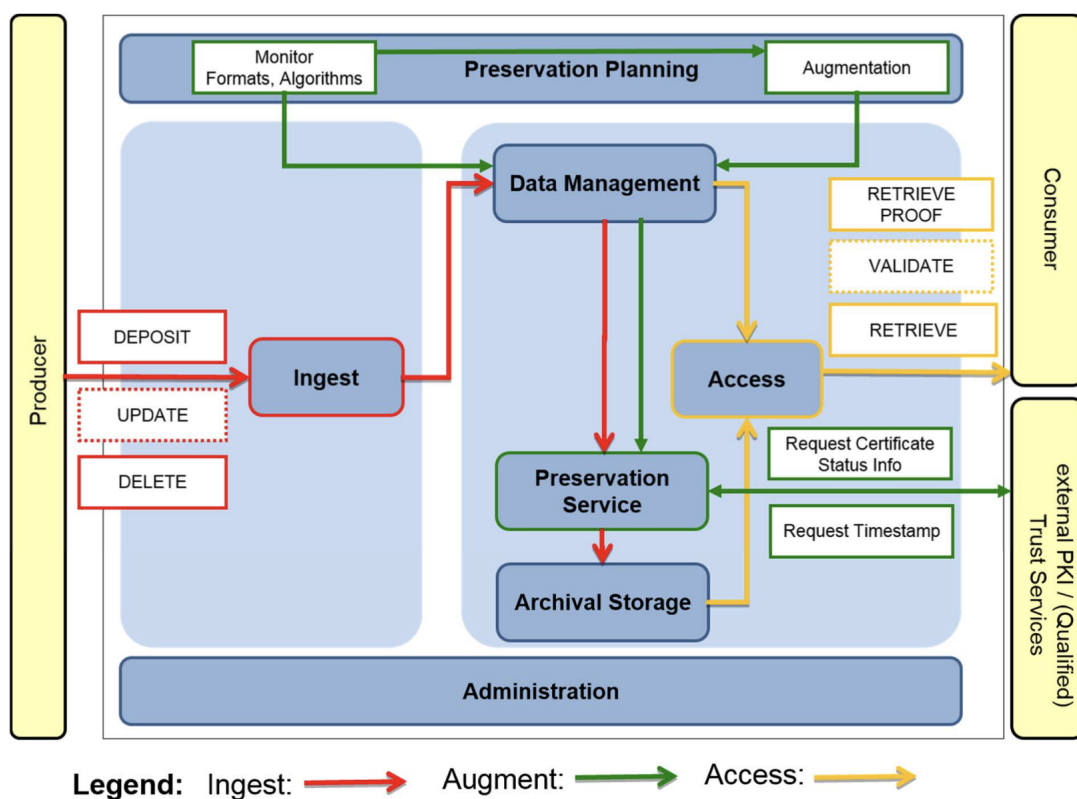 Monitor
Formats, Algorithms
Preservation Planning
Augmentation
Producer
Consumer
Data Management
RETRIEVE
PROOF
VALIDATE
RETRIEVE
DEPOSIT
UPDATE
DELETE
Ingest
Access
Request Certificate
Status Info
Preservation
Service
Request Timestamp
Archival Storage
external PKI / (Qualified)
Trust Services
Administration
Legend: Ingest: Augment: Access: